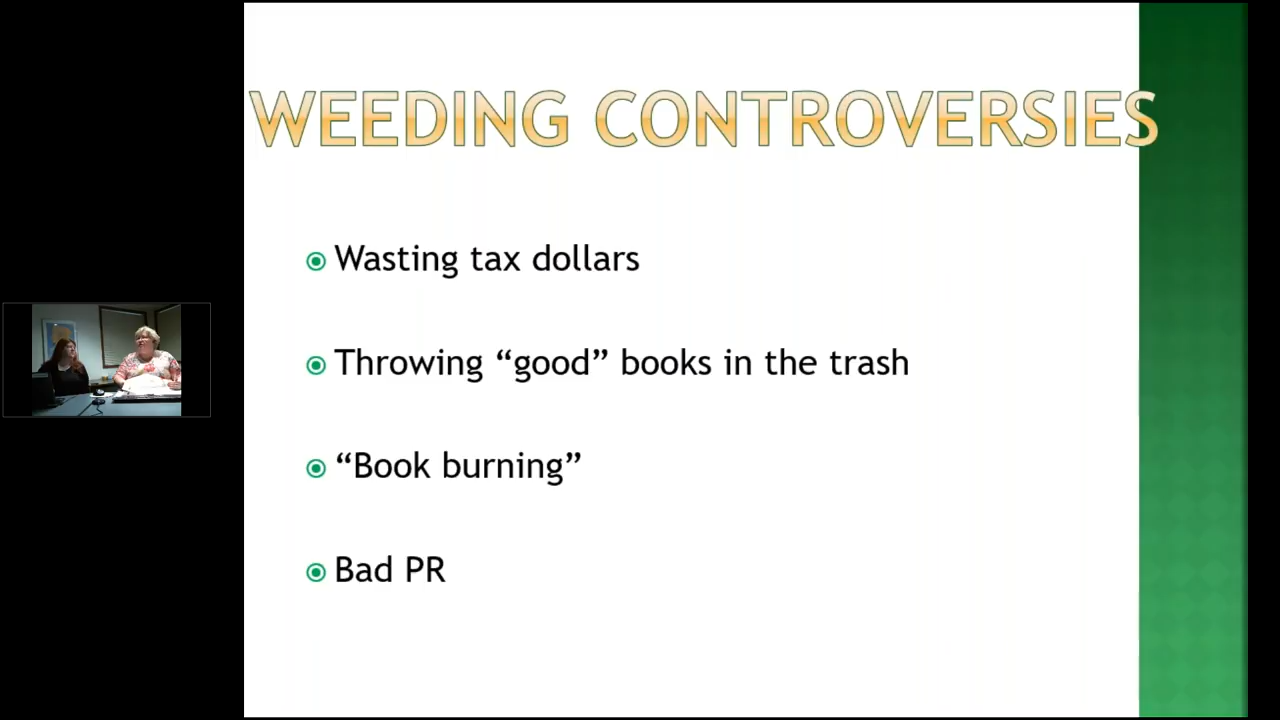 WEEDING CONTROVERSIES
Wasting tax dollars
Throwing “good” books in the trash
“Book burning”
Bad PR